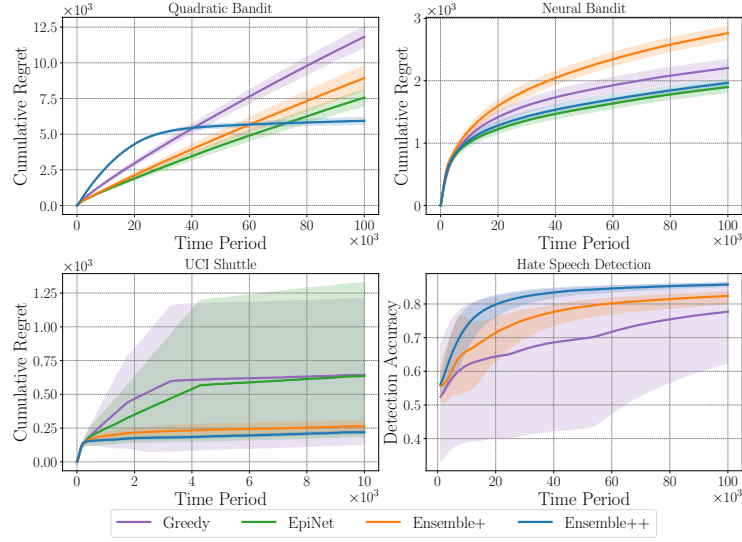 Quadratic Bandit
Cumulative Regret
12.5
10.0
7.5
5.0
2.5
0.0
0 20 40 60 80 100
×10³
Time Period
Neural Bandit
×10³
Cumulative Regret
3
2
1
0
0 20 40 60 80 100
×10³
Time Period
UCI Shuttle
×10³
Cumulative Regret
1.25
1.00
0.75
0.50
0.25
0.00
0 2 4 6 8 10
×10³
Time Period
Hate Speech Detection
Detection Accuracy
0.8
0.7
0.6
0.5
0.4
0 20 40 60 80 100
×10³
Time Period
Greedy EpiNet Ensemble+ Ensemble++